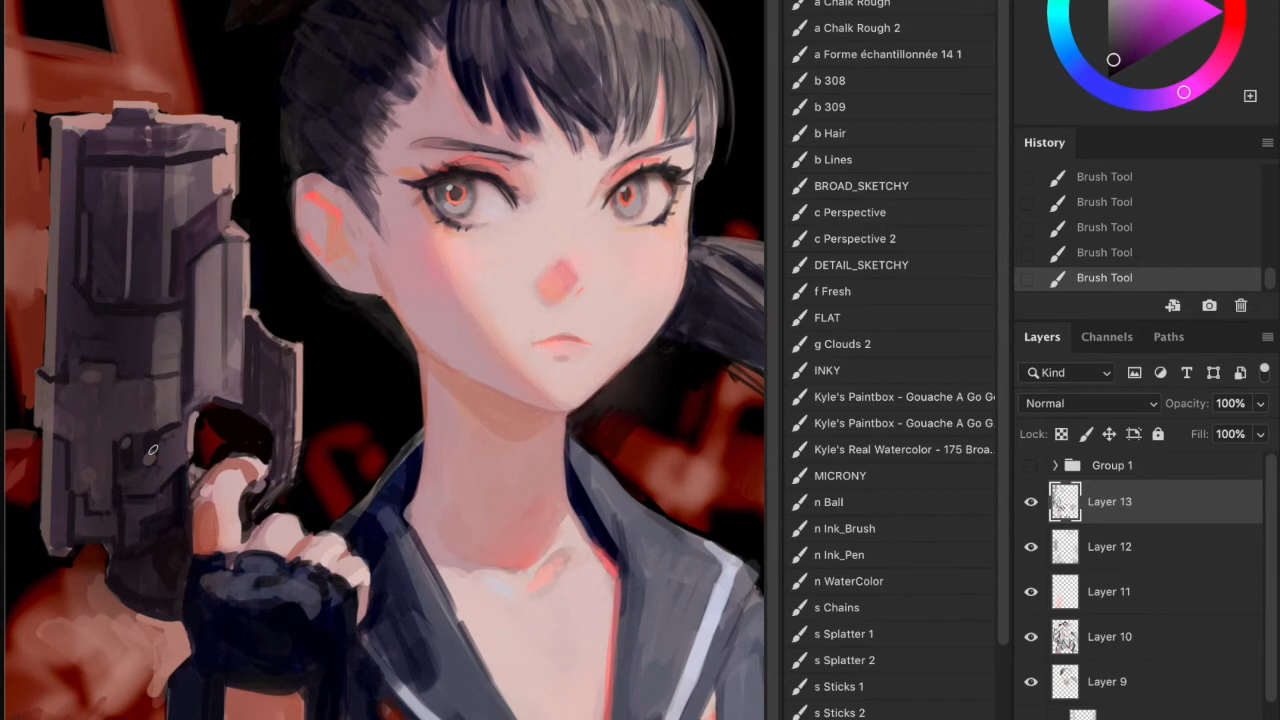 a Chalk Rough
a Chalk Rough 2
a Forme échantillonnée 14 1
b 308
b 309
b Hair
b Lines
BROAD_SKETCHY
c Perspective
c Perspective 2
DETAIL_SKETCHY
f Fresh
FLAT
g Clouds 2
INKY
Kyle's Paintbox - Gouache A Go G
Kyle's Paintbox - Gouache A Go G.
Kyle's Real Watercolor - 175 Broa...
MICRONY
n Ball
n Ink_Brush
n Ink_Pen
n WaterColor
s Chains
s Splatter 1
s Splatter 2
s Sticks 1
s Sticks 2
History
Brush Tool
Brush Tool
Brush Tool
Brush Tool
Brush Tool
Layers Channels Paths
Kind
Normal Opacity: 100%
Lock: Fill: 100%
Group 1
Layer 13
Layer 12
Layer 11
Layer 10
Layer 9